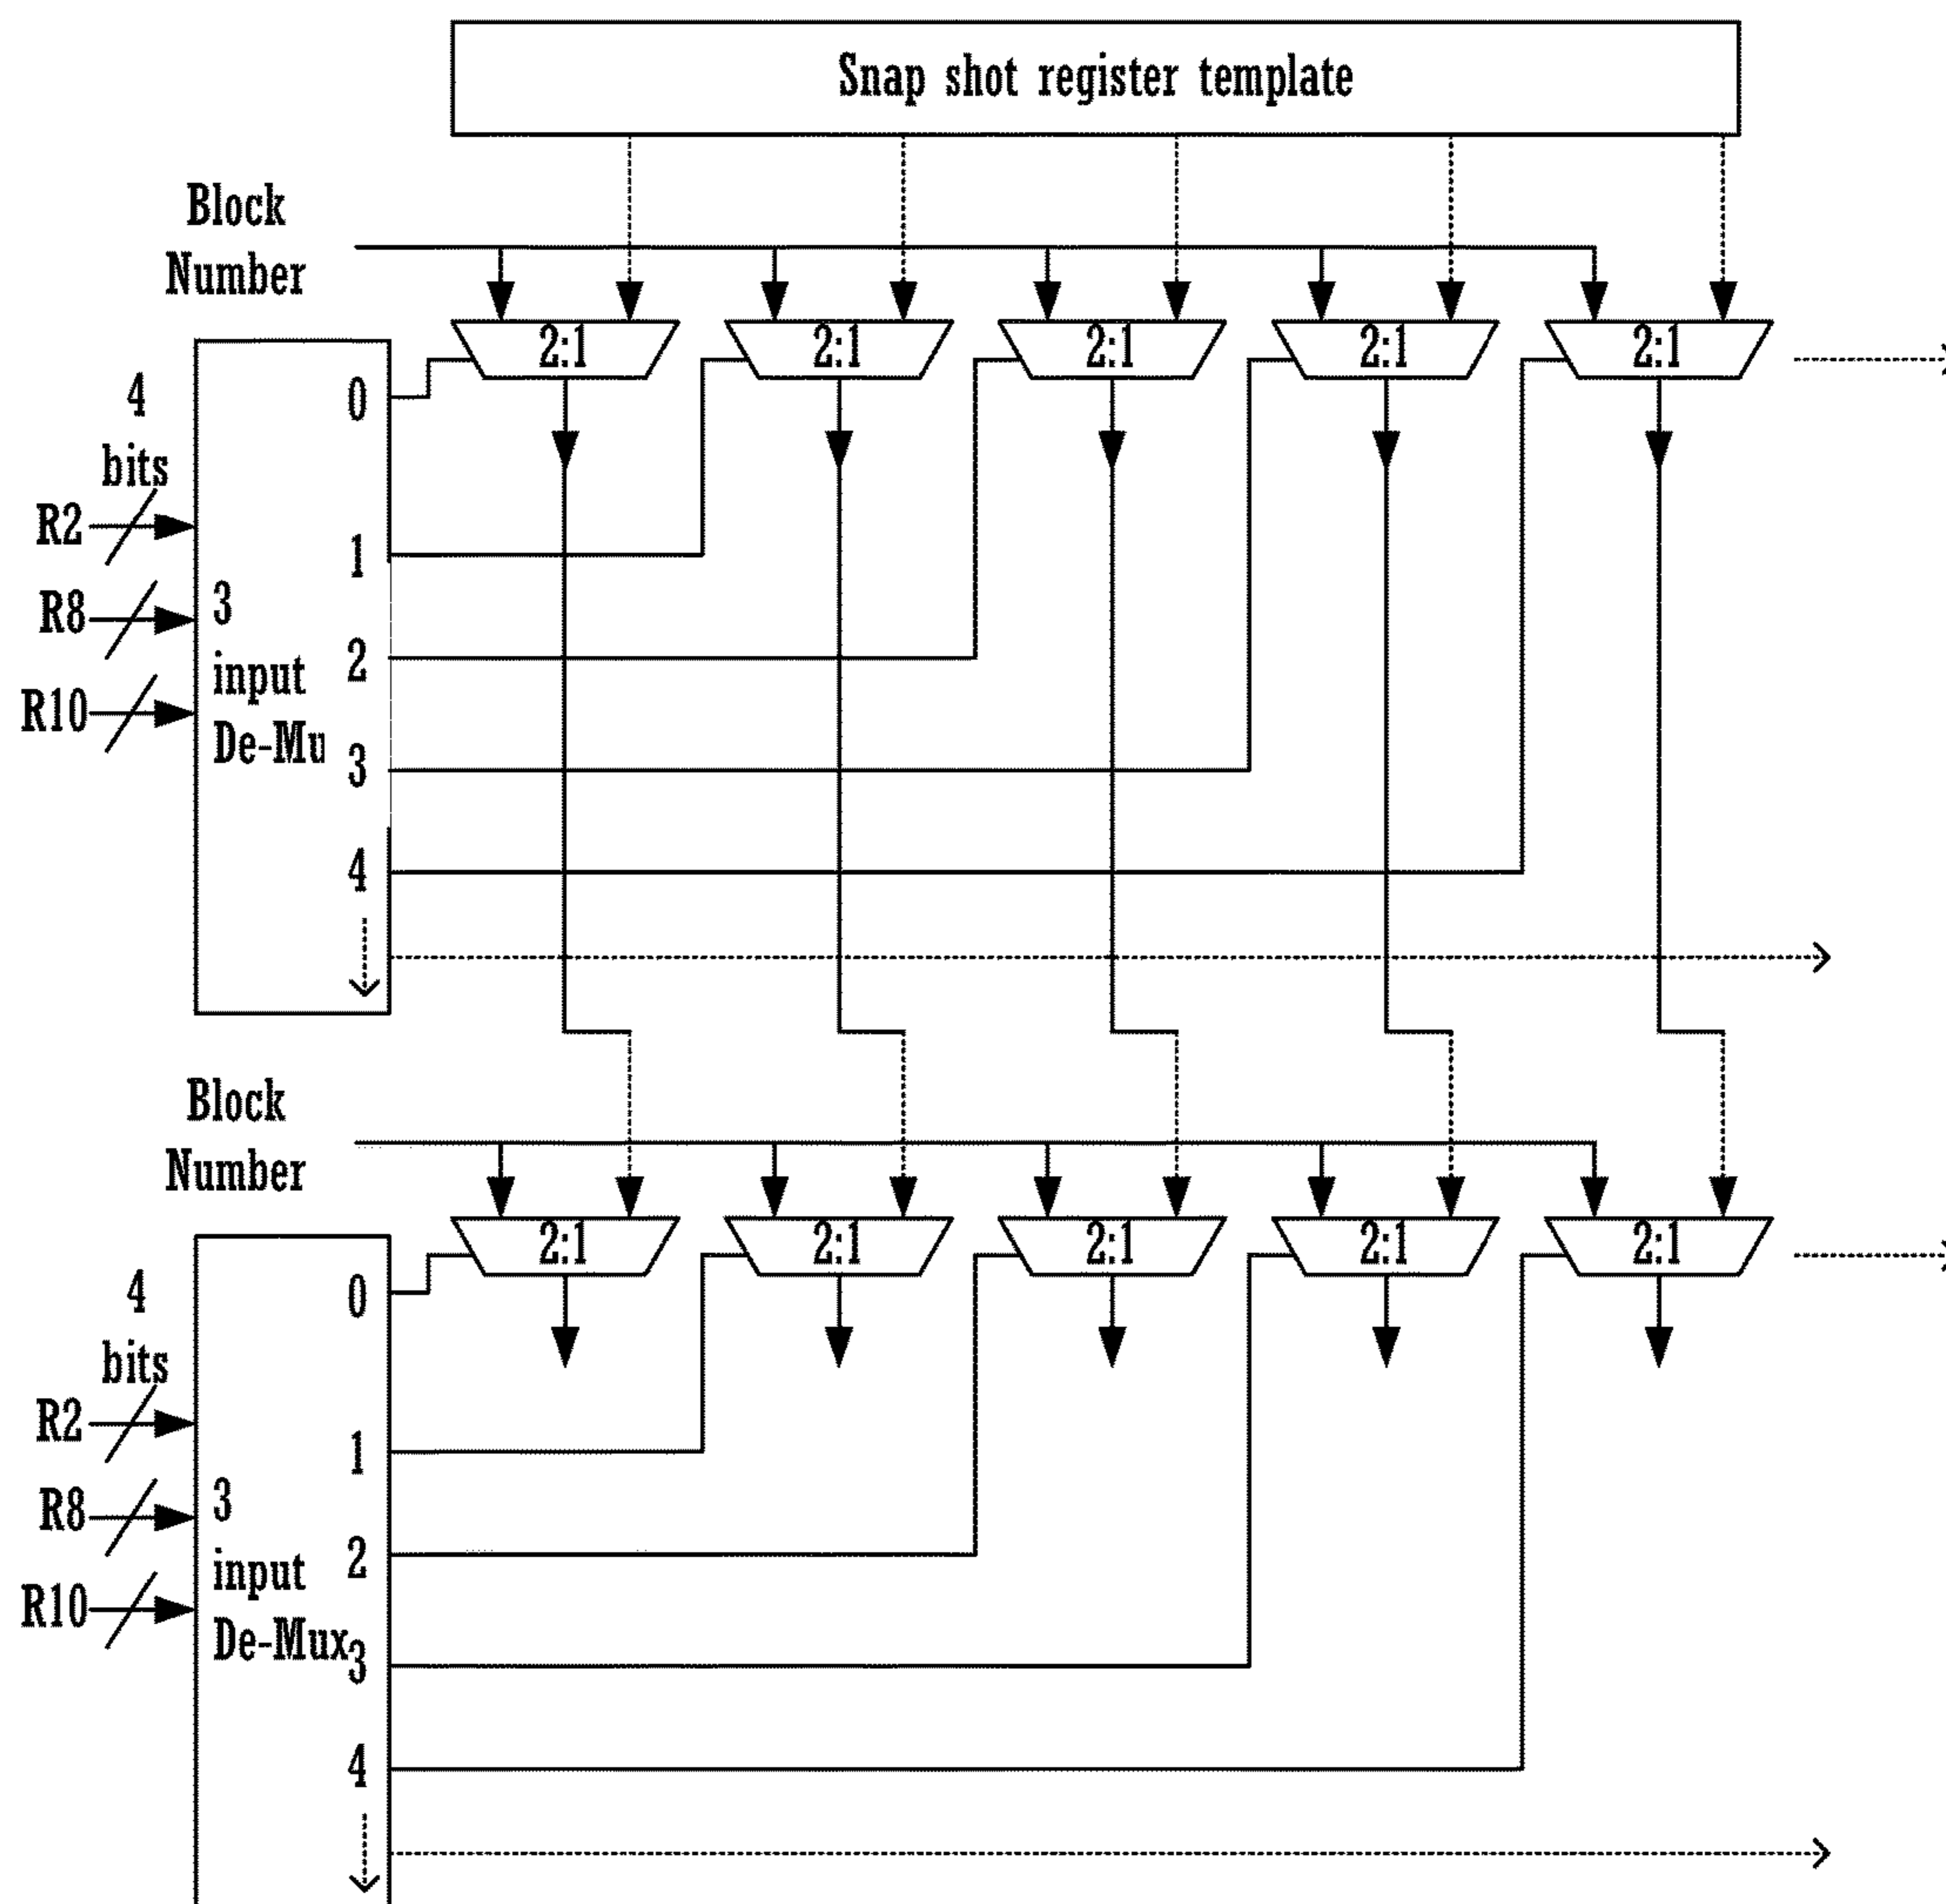 Snap shot register template
Block
Number
2:1 2:1 2:1 2:1 2:1
4
bits
R2
R8
R10
3
input
De-Mu
0
1
2
3
4
Block
Number
2:1 2:1 2:1 2:1 2:1
4
bits
R2
R8
R10
3
input
De-Mux
0
1
2
3
4